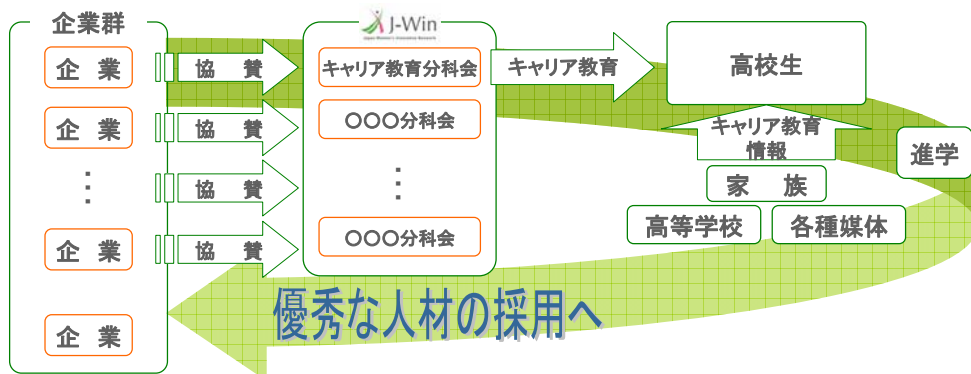 企業群
企 業
企 業
⋮
企 業
企 業
協 賛
協 賛
協 賛
協 賛
J-Win
Japan Women's Innovative Network
キャリア教育分科会
〇〇〇分科会
⋮
〇〇〇分科会
キャリア教育
高校生
キャリア教育
情報
家 族
高等学校
各種媒体
進学
優秀な人材の採用へ